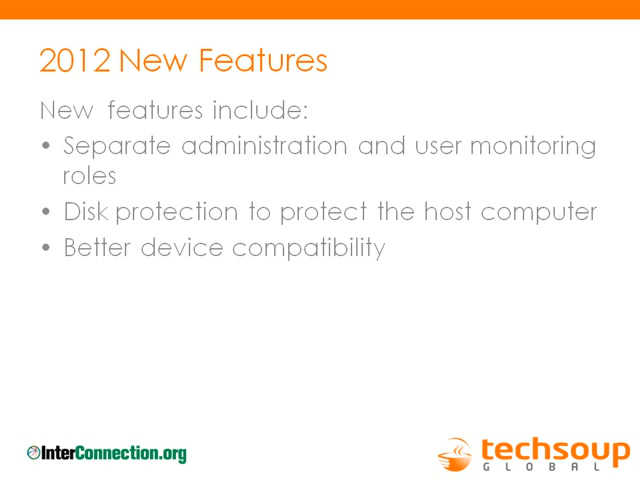 2012 New Features
New features include:
• Separate administration and user monitoring
roles
• Disk protection to protect the host computer
• Better device compatibility
InterConnection.org
techsoup
GLOBAL